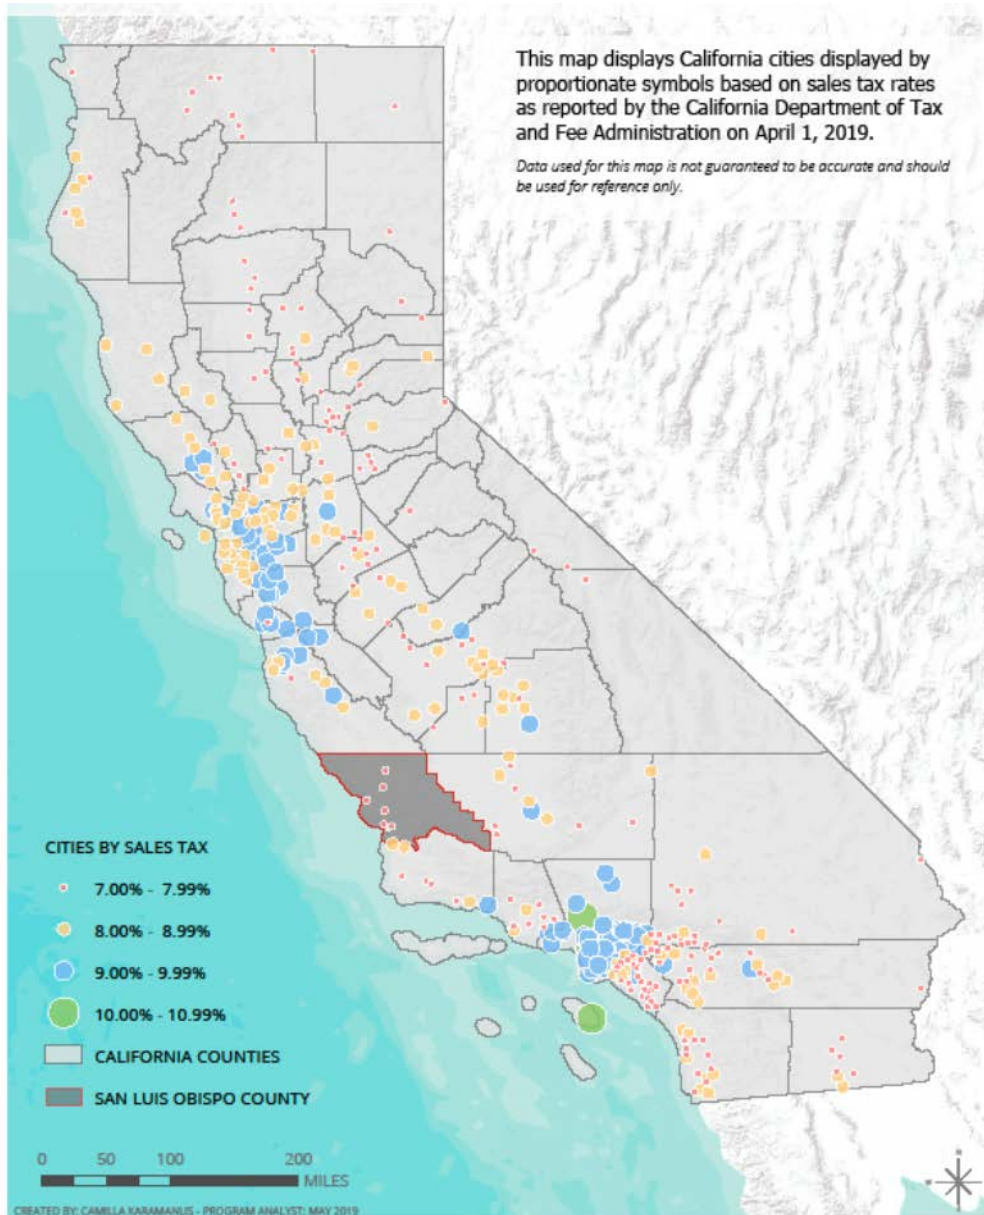 This map displays California cities displayed by
proportionate symbols based on sales tax rates
as reported by the California Department of Tax
and Fee Administration on April 1, 2019.
Data used for this map is not guaranteed to be accurate and should
be used for reference only.
CITIES BY SALES TAX
7.00% - 7.99%
8.00% - 8.99%
9.00% - 9.99%
10.00% - 10.99%
CALIFORNIA COUNTIES
SAN LUIS OBISPO COUNTY
0 50 100 200
MILES
CREATED BY: CAMILLA KARAMANLIS - PROGRAM ANALYST: MAY 2019